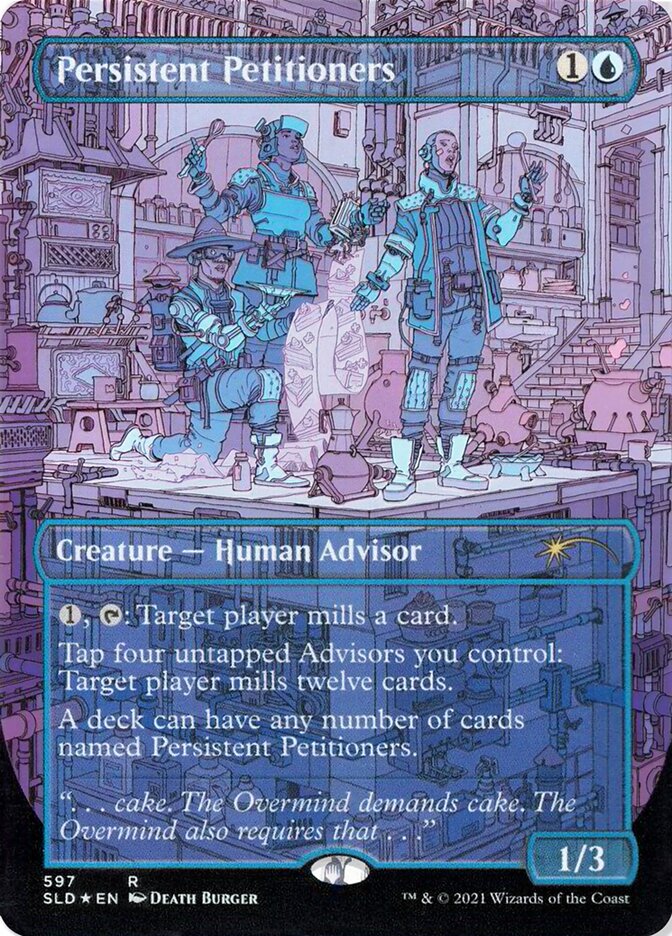 Persistent Petitioners 1
Creature — Human Advisor
1, : Target player mills a card.
Tap four untapped Advisors you control:
Target player mills twelve cards.
A deck can have any number of cards
named Persistent Petitioners.
“. . . cake. The Overmind demands cake. The
Overmind also requires that . . .”
1/3
597 R
SLD ★ EN DEATH BURGER
™ & © 2021 Wizards of the Coast